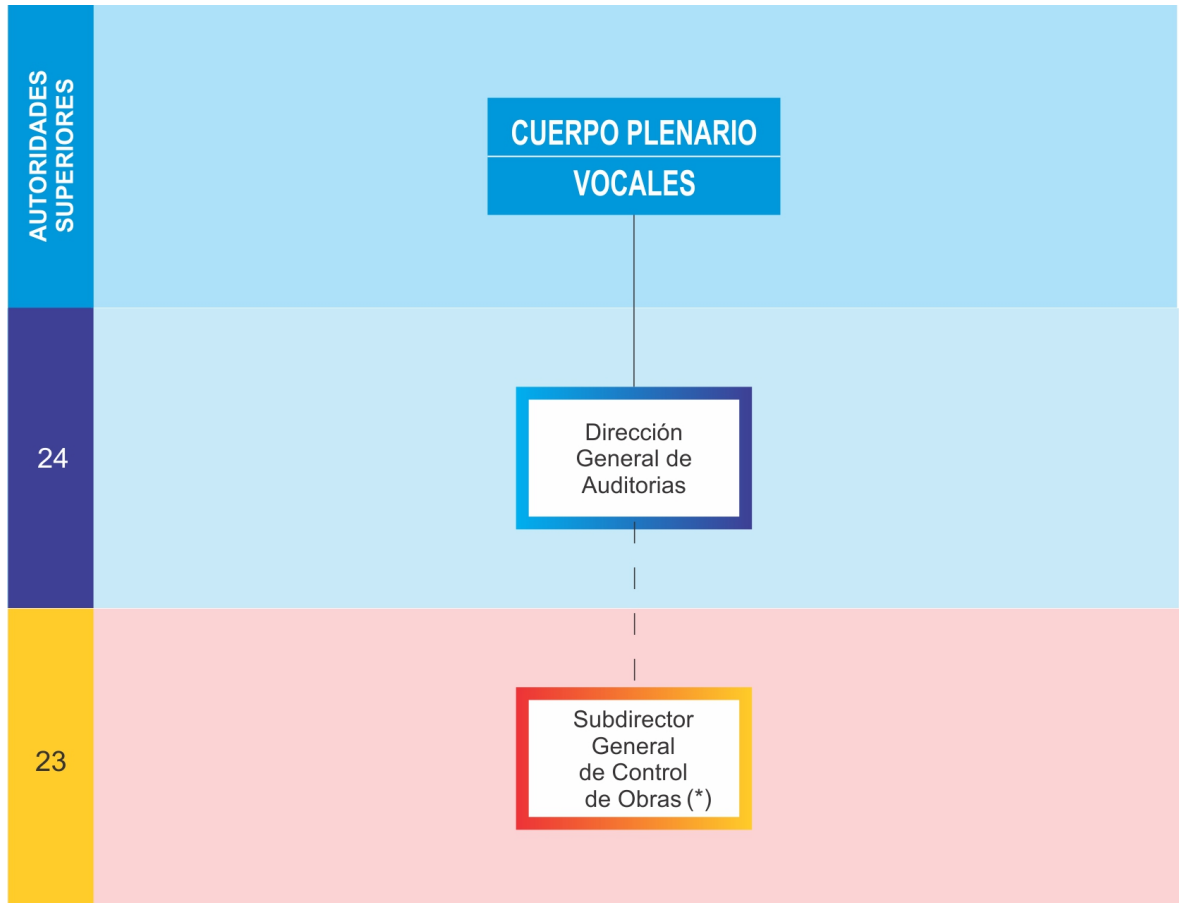 AUTORIDADES
SUPERIORES
CUERPO PLENARIO
VOCALES
24
Dirección
General de
Auditorias
23
Subdirector
General
de Control
de Obras (*)